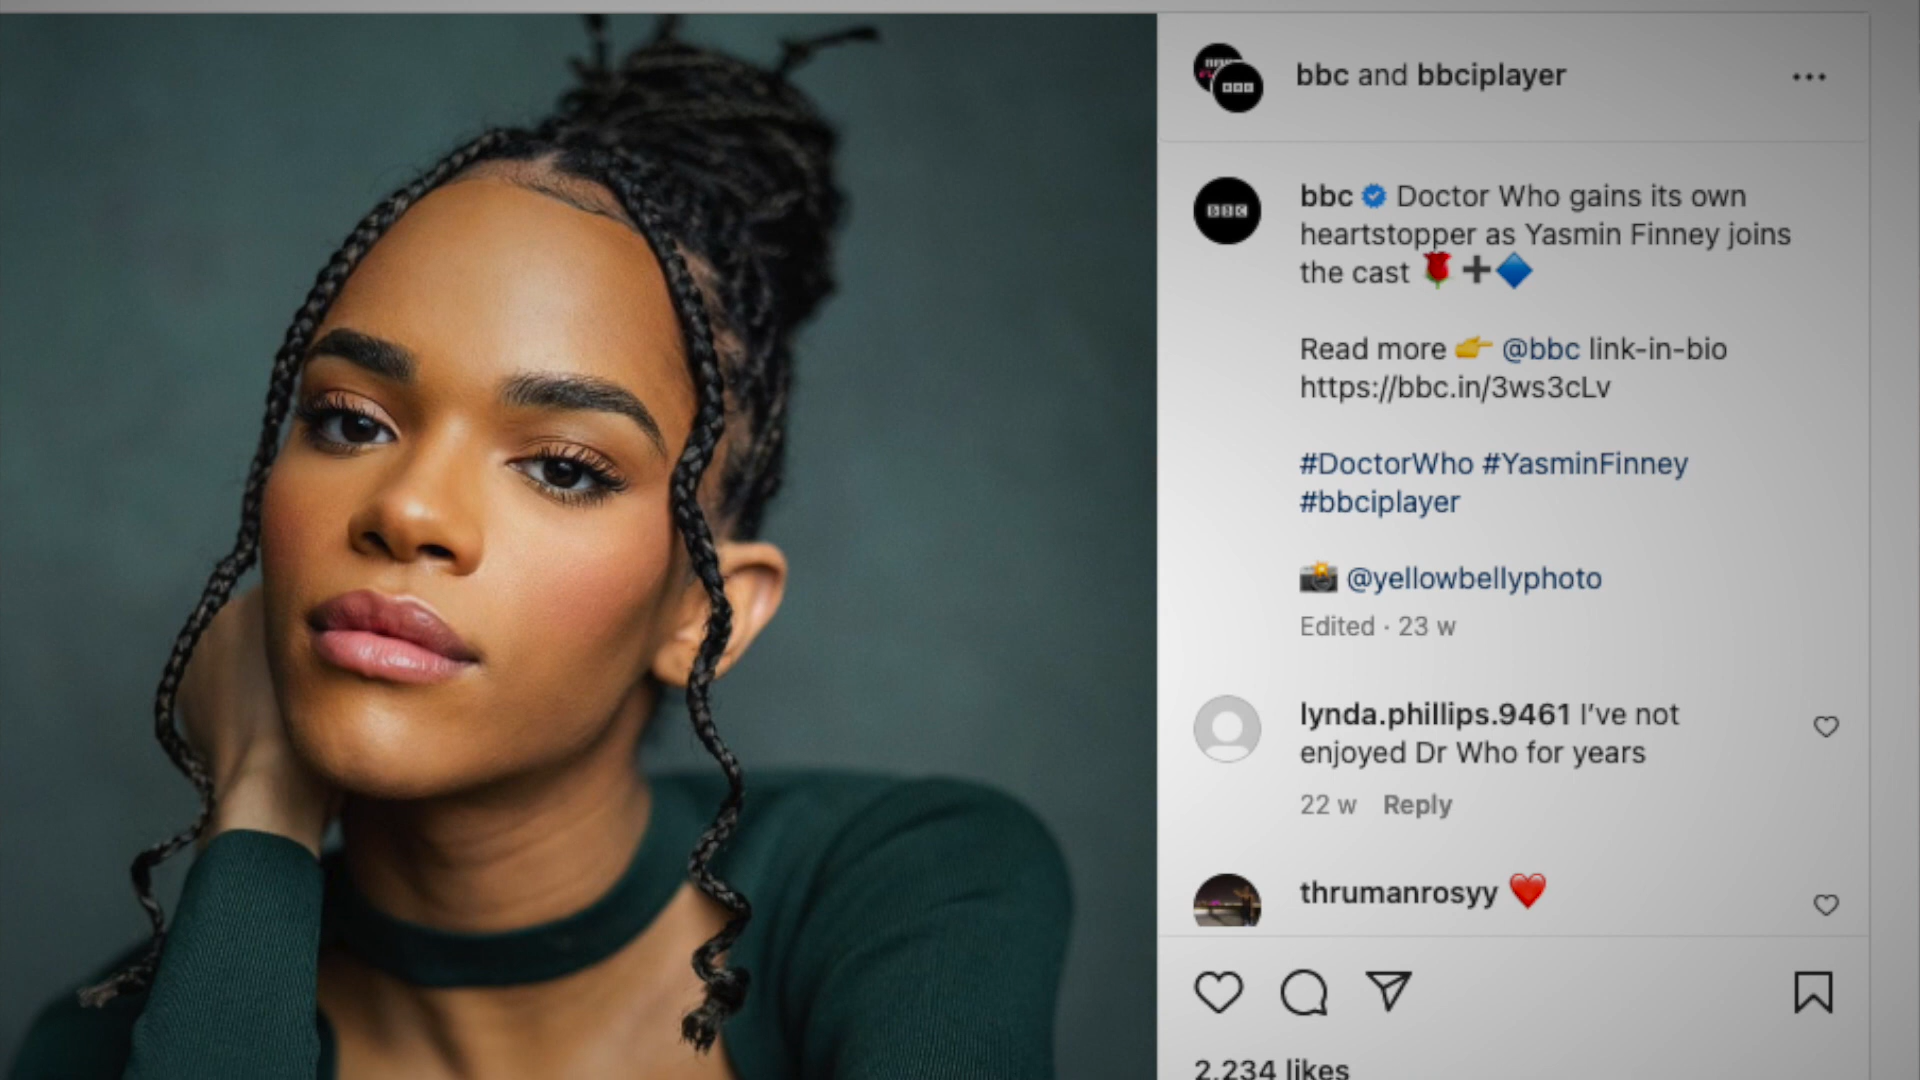 bbc and bbciplayer
BBC
bbc Doctor Who gains its own
heartstopper as Yasmin Finney joins
the cast 🌹➕🔷
Read more 👉 @bbc link-in-bio
https://bbc.in/3ws3cLv
#DoctorWho #YasminFinney
#bbciplayer
📸 @yellowbellyphoto
Edited · 23 w
lynda.phillips.9461 I’ve not
enjoyed Dr Who for years
22 w Reply
thrumanrosyy ❤️
2,234 likes